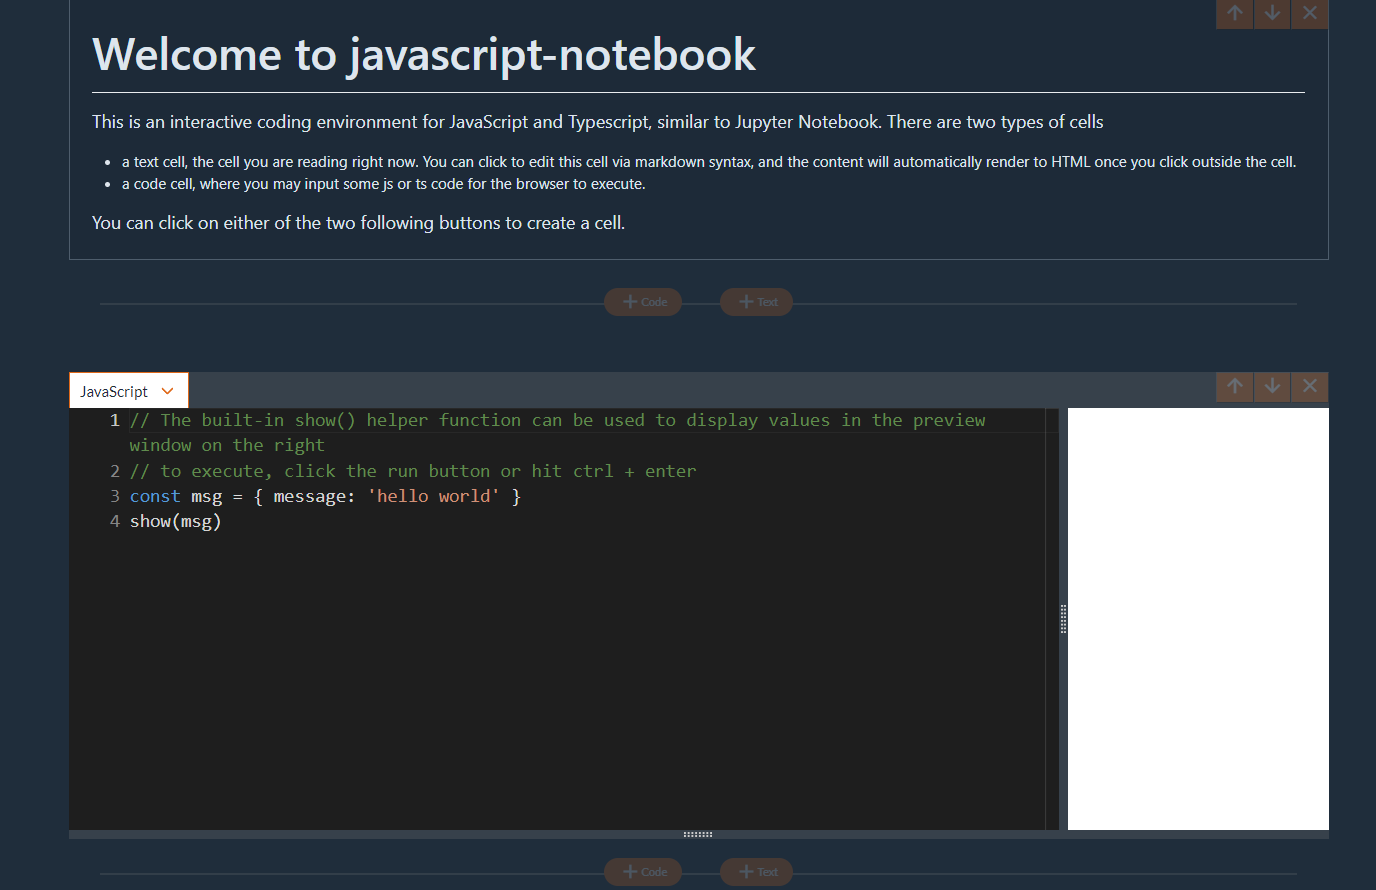 Welcome to javascript-notebook
This is an interactive coding environment for JavaScript and Typescript, similar to Jupyter Notebook. There are two types of cells
• a text cell, the cell you are reading right now. You can click to edit this cell via markdown syntax, and the content will automatically render to HTML once you click outside the cell.
• a code cell, where you may input some js or ts code for the browser to execute.
You can click on either of the two following buttons to create a cell.
+ Code + Text
JavaScript
1 // The built-in show() helper function can be used to display values in the preview
window on the right
2 // to execute, click the run button or hit ctrl + enter
3 const msg = { message: 'hello world' }
4 show(msg)
+ Code + Text